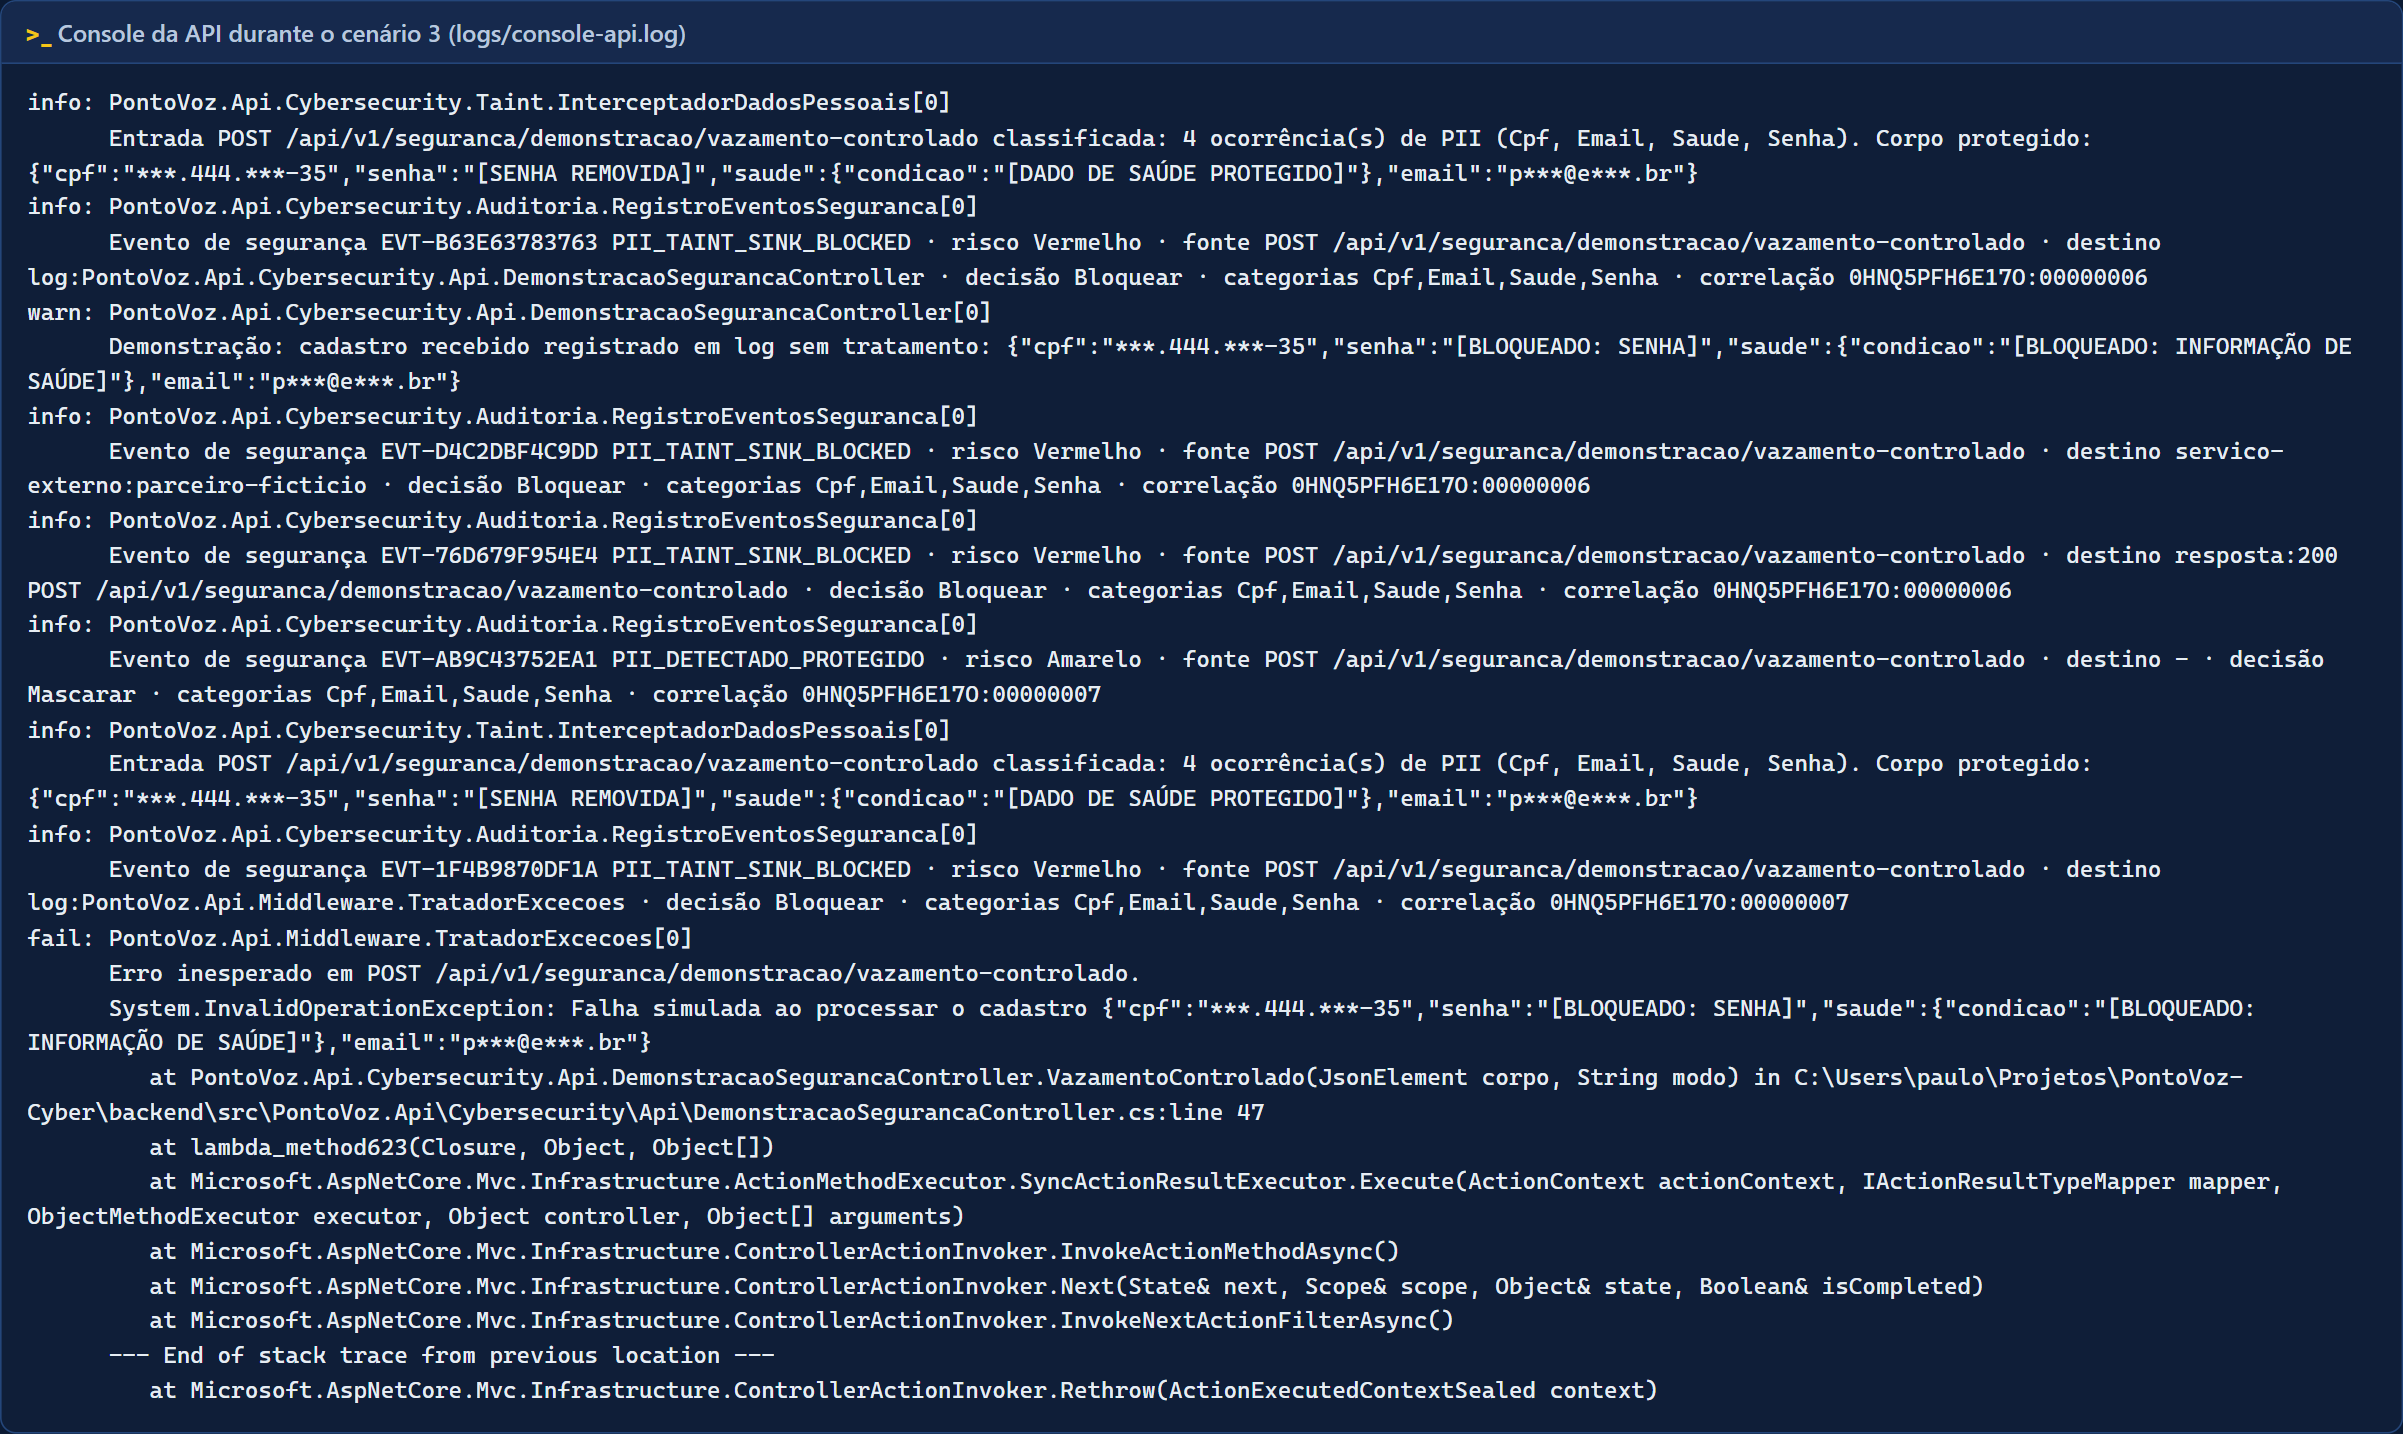 >_ Console da API durante o cenário 3 (logs/console-api.log)
info: PontoVoz.Api.Cybersecurity.Taint.InterceptadorDadosPessoais[0]
Entrada POST /api/v1/seguranca/demonstracao/vazamento-controlado classificada: 4 ocorrência(s) de PII (Cpf, Email, Saude, Senha). Corpo protegido:
{"cpf":"***.444.***-35","senha":"[SENHA REMOVIDA]","saude":{"condicao":"[DADO DE SAÚDE PROTEGIDO]"},"email":"p***@e***.br"}
info: PontoVoz.Api.Cybersecurity.Auditoria.RegistroEventosSeguranca[0]
Evento de segurança EVT-B63E63783763 PII_TAINT_SINK_BLOCKED · risco Vermelho · fonte POST /api/v1/seguranca/demonstracao/vazamento-controlado · destino
log:PontoVoz.Api.Cybersecurity.Api.DemonstracaoSegurancaController · decisão Bloquear · categorias Cpf,Email,Saude,Senha · correlação 0HNQ5PFH6E17O:00000006
warn: PontoVoz.Api.Cybersecurity.Api.DemonstracaoSegurancaController[0]
Demonstração: cadastro recebido registrado em log sem tratamento: {"cpf":"***.444.***-35","senha":"[BLOQUEADO: SENHA]","saude":{"condicao":"[BLOQUEADO: INFORMAÇÃO DE
SAÚDE]"},"email":"p***@e***.br"}
info: PontoVoz.Api.Cybersecurity.Auditoria.RegistroEventosSeguranca[0]
Evento de segurança EVT-D4C2DBF4C9DD PII_TAINT_SINK_BLOCKED · risco Vermelho · fonte POST /api/v1/seguranca/demonstracao/vazamento-controlado · destino servico-
externo:parceiro-ficticio · decisão Bloquear · categorias Cpf,Email,Saude,Senha · correlação 0HNQ5PFH6E17O:00000006
info: PontoVoz.Api.Cybersecurity.Auditoria.RegistroEventosSeguranca[0]
Evento de segurança EVT-76D679F954E4 PII_TAINT_SINK_BLOCKED · risco Vermelho · fonte POST /api/v1/seguranca/demonstracao/vazamento-controlado · destino resposta:200
POST /api/v1/seguranca/demonstracao/vazamento-controlado · decisão Bloquear · categorias Cpf,Email,Saude,Senha · correlação 0HNQ5PFH6E17O:00000006
info: PontoVoz.Api.Cybersecurity.Auditoria.RegistroEventosSeguranca[0]
Evento de segurança EVT-AB9C43752EA1 PII_DETECTADO_PROTEGIDO · risco Amarelo · fonte POST /api/v1/seguranca/demonstracao/vazamento-controlado · destino - · decisão
Mascarar · categorias Cpf,Email,Saude,Senha · correlação 0HNQ5PFH6E17O:00000007
info: PontoVoz.Api.Cybersecurity.Taint.InterceptadorDadosPessoais[0]
Entrada POST /api/v1/seguranca/demonstracao/vazamento-controlado classificada: 4 ocorrência(s) de PII (Cpf, Email, Saude, Senha). Corpo protegido:
{"cpf":"***.444.***-35","senha":"[SENHA REMOVIDA]","saude":{"condicao":"[DADO DE SAÚDE PROTEGIDO]"},"email":"p***@e***.br"}
info: PontoVoz.Api.Cybersecurity.Auditoria.RegistroEventosSeguranca[0]
Evento de segurança EVT-1F4B9870DF1A PII_TAINT_SINK_BLOCKED · risco Vermelho · fonte POST /api/v1/seguranca/demonstracao/vazamento-controlado · destino
log:PontoVoz.Api.Middleware.TratadorExcecoes · decisão Bloquear · categorias Cpf,Email,Saude,Senha · correlação 0HNQ5PFH6E17O:00000007
fail: PontoVoz.Api.Middleware.TratadorExcecoes[0]
Erro inesperado em POST /api/v1/seguranca/demonstracao/vazamento-controlado.
System.InvalidOperationException: Falha simulada ao processar o cadastro {"cpf":"***.444.***-35","senha":"[BLOQUEADO: SENHA]","saude":{"condicao":"[BLOQUEADO:
INFORMAÇÃO DE SAÚDE]"},"email":"p***@e***.br"}
at PontoVoz.Api.Cybersecurity.Api.DemonstracaoSegurancaController.VazamentoControlado(JsonElement corpo, String modo) in C:\Users\paulo\Projetos\PontoVoz-
Cyber\backend\src\PontoVoz.Api\Cybersecurity\Api\DemonstracaoSegurancaController.cs:line 47
at lambda_method623(Closure, Object, Object[])
at Microsoft.AspNetCore.Mvc.Infrastructure.ActionMethodExecutor.SyncActionResultExecutor.Execute(ActionContext actionContext, IActionResultTypeMapper mapper,
ObjectMethodExecutor executor, Object controller, Object[] arguments)
at Microsoft.AspNetCore.Mvc.Infrastructure.ControllerActionInvoker.InvokeActionMethodAsync()
at Microsoft.AspNetCore.Mvc.Infrastructure.ControllerActionInvoker.Next(State& next, Scope& scope, Object& state, Boolean& isCompleted)
at Microsoft.AspNetCore.Mvc.Infrastructure.ControllerActionInvoker.InvokeNextActionFilterAsync()
--- End of stack trace from previous location ---
at Microsoft.AspNetCore.Mvc.Infrastructure.ControllerActionInvoker.Rethrow(ActionExecutedContextSealed context)